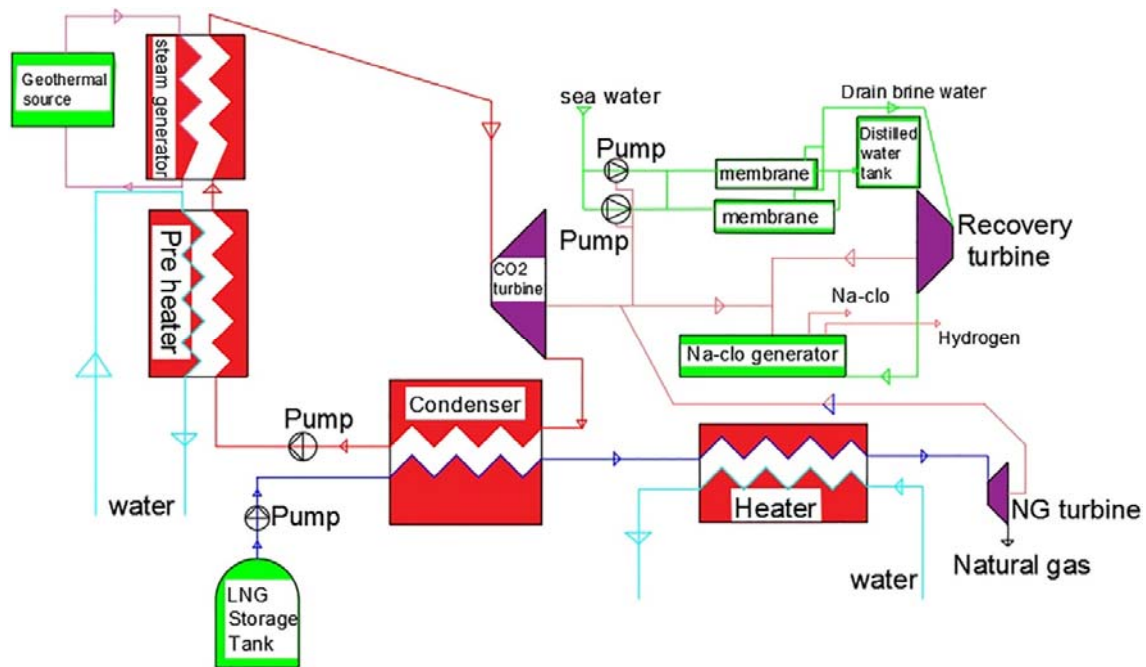 Geothermal
source
steam generator
sea water
Drain brine water
Distilled
water
tank
Pump
membrane
membrane
Pump
Recovery
turbine
Pre heater
CO2
turbine
Na-clo
Hydrogen
Na-clo generator
Condenser
Pump
water
Pump
Heater
NG turbine
water
Natural gas
LNG
Storage
Tank